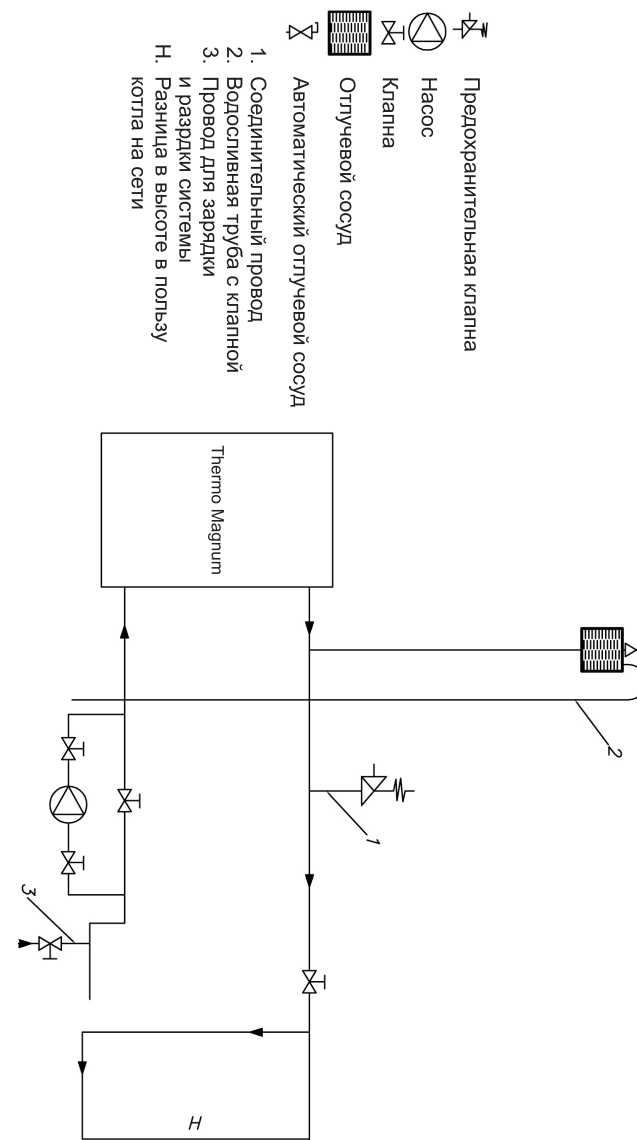 Предохранительная клапна
Насос
Клапна
Отлучевой сосуд
Автоматический отлучевой сосуд
1. Соединительный провод
2. Водосливная труба с клапной
3. Провод для зарядки
и разрдки системы
Н. Разница в высоте в пользу
котла на сети
Thermo Magnum
2
1
3
H